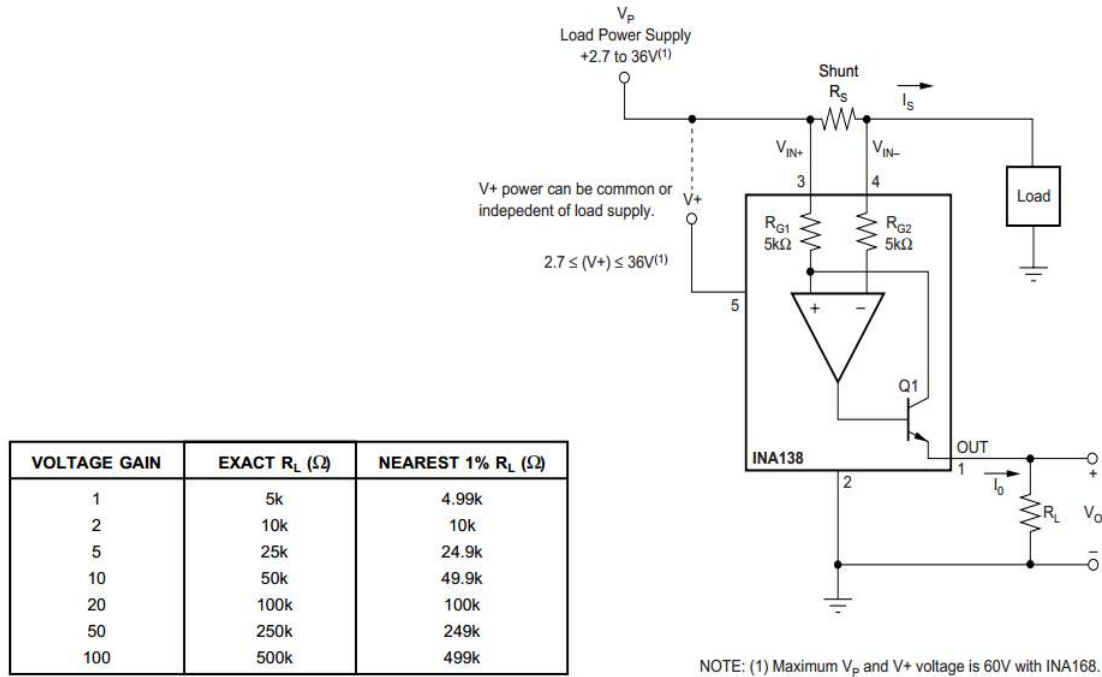 V_P
Load Power Supply
+2.7 to 36V(1)
Shunt
R_S
I_S
V_IN+
V_IN–
3
4
V+ power can be common or
indepedent of load supply.
V+
Load
R_G1
5kΩ
R_G2
5kΩ
2.7 ≤ (V+) ≤ 36V(1)
5
+
–
Q1
INA138
OUT
1
2
I_0
+
R_L
V_O
–
VOLTAGE GAIN EXACT R_L (Ω) NEAREST 1% R_L (Ω)
1 5k 4.99k
2 10k 10k
5 25k 24.9k
10 50k 49.9k
20 100k 100k
50 250k 249k
100 500k 499k
NOTE: (1) Maximum V_P and V+ voltage is 60V with INA168.